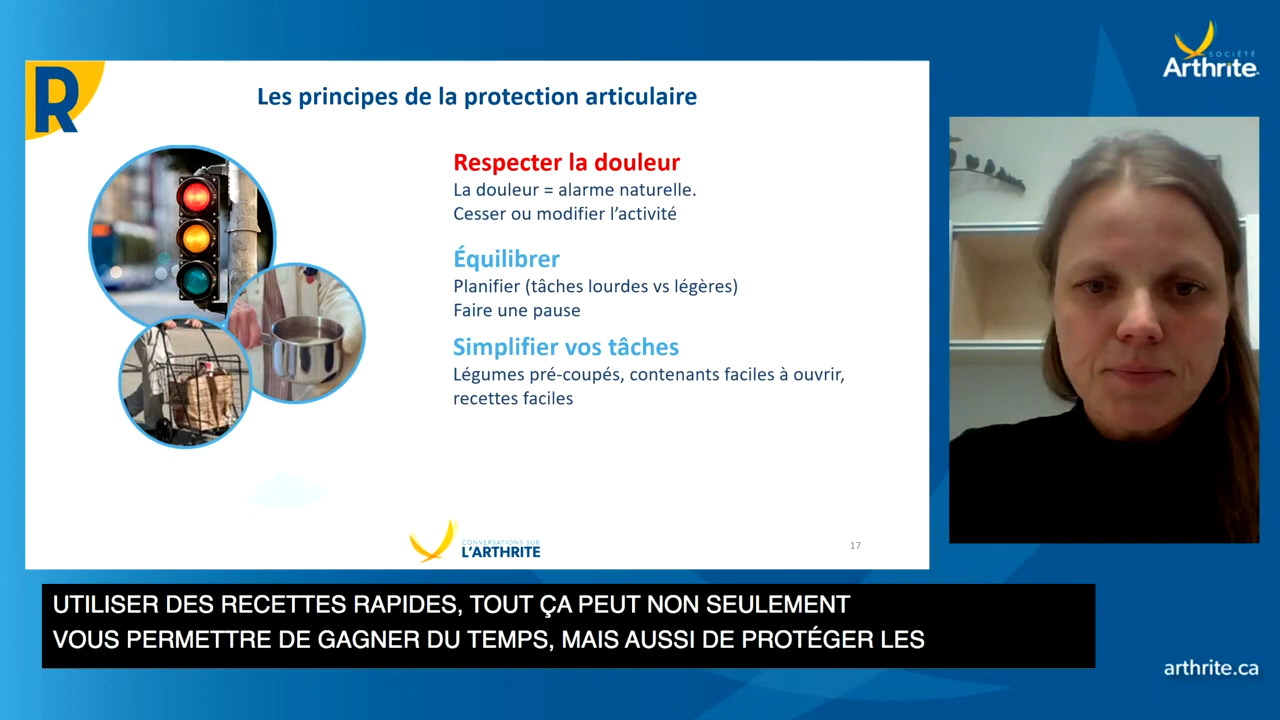 SOCIÉTÉ
Arthrite
R
Les principes de la protection articulaire
Respecter la douleur
La douleur = alarme naturelle.
Cesser ou modifier l’activité
Équilibrer
Planifier (tâches lourdes vs légères)
Faire une pause
Simplifier vos tâches
Légumes pré-coupés, contenants faciles à ouvrir,
recettes faciles
CONVERSATIONS SUR
L'ARTHRITE
17
UTILISER DES RECETTES RAPIDES, TOUT ÇA PEUT NON SEULEMENT
VOUS PERMETTRE DE GAGNER DU TEMPS, MAIS AUSSI DE PROTÉGER LES
arthrite.ca